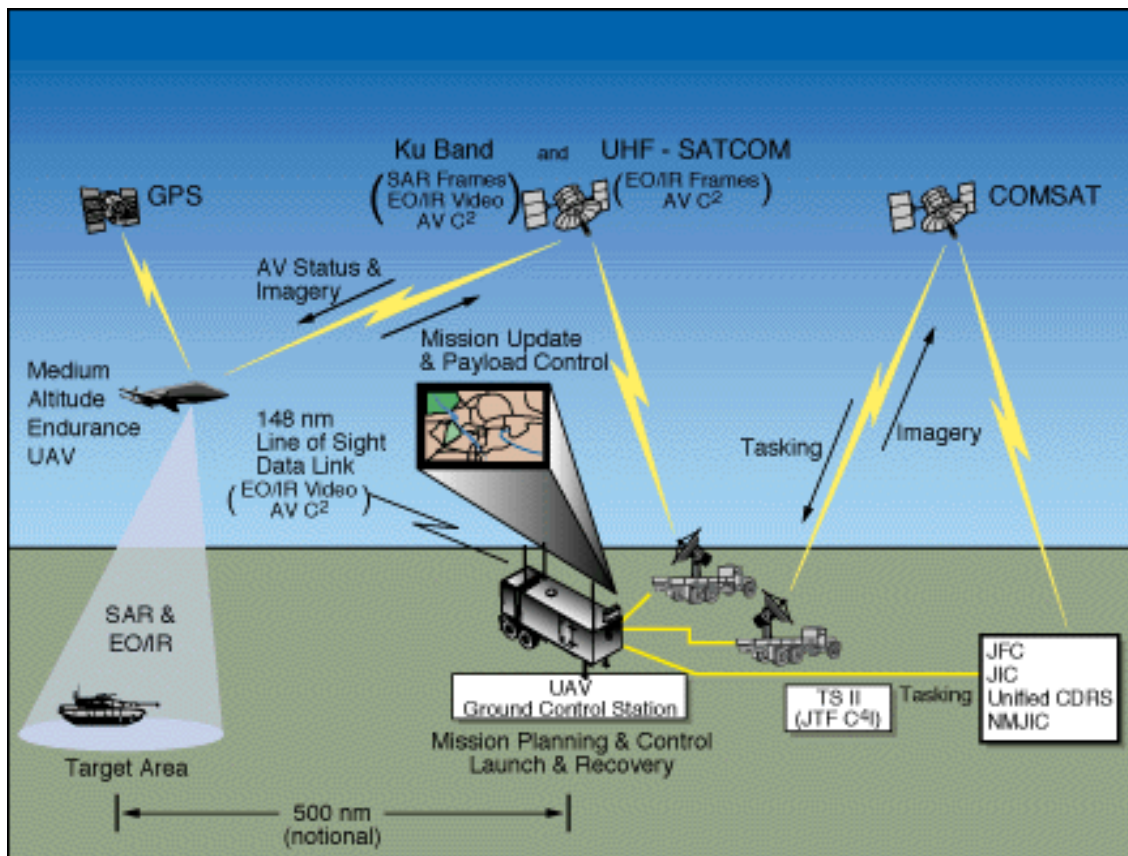 Ku Band and UHF - SATCOM
(SAR Frames
EO/IR Video
AV C²)
(EO/IR Frames
AV C²)
GPS
COMSAT
AV Status &
Imagery
Mission Update
& Payload Control
Medium
Altitude
Endurance
UAV
148 nm
Line of Sight
Data Link
(EO/IR Video
AV C²)
Tasking
Imagery
SAR &
EO/IR
UAV
Ground Control Station
Mission Planning & Control
Launch & Recovery
TS II
(JTF C⁴I)
Tasking
JFC
JIC
Unified CDRS
NMJIC
Target Area
500 nm
(notional)